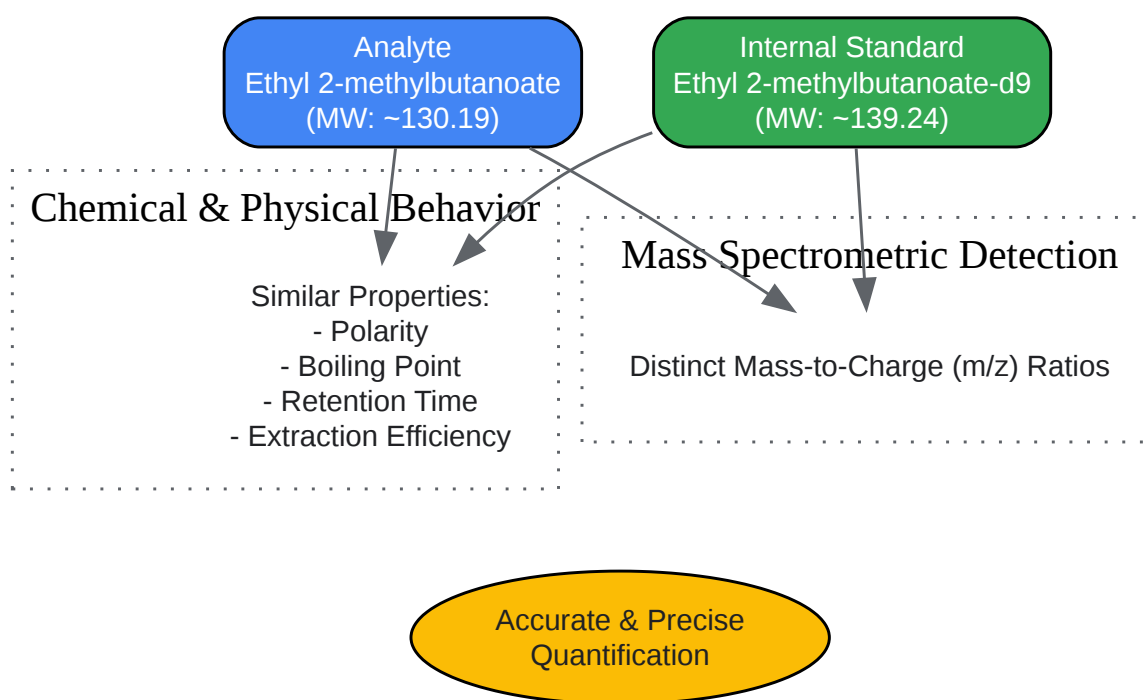 Analyte
Ethyl 2-methylbutanoate
(MW: ~130.19)
Internal Standard
Ethyl 2-methylbutanoate-d9
(MW: ~139.24)
Chemical & Physical Behavior
Similar Properties:
- Polarity
- Boiling Point
- Retention Time
- Extraction Efficiency
Mass Spectrometric Detection
Distinct Mass-to-Charge (m/z) Ratios
Accurate & Precise
Quantification